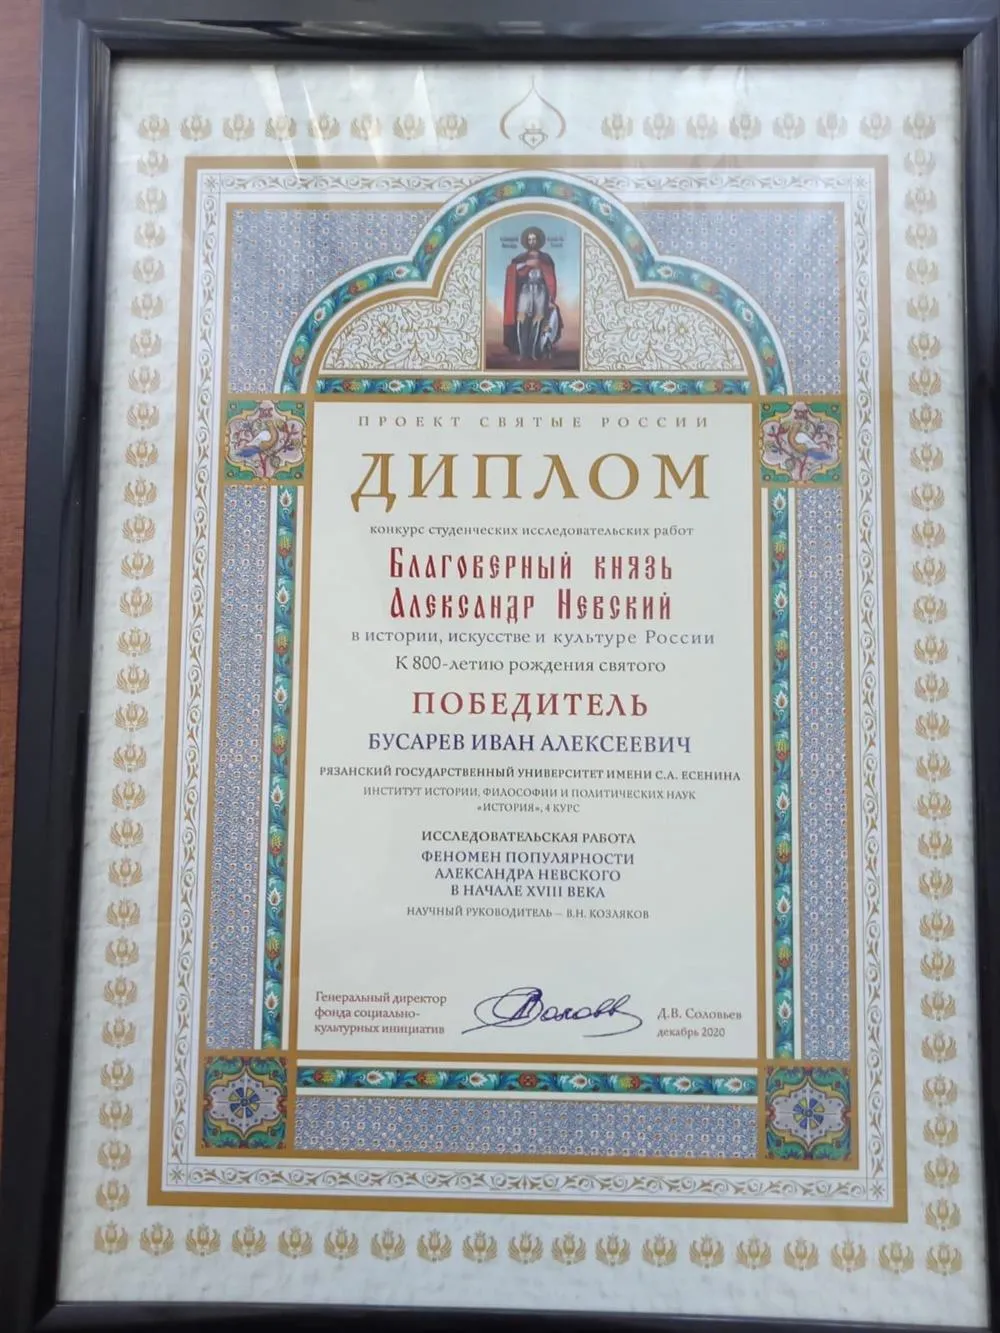 ПРОЕКТ СВЯТЫЕ РОССИИ
ДИПЛОМ
конкурс студенческих исследовательских работ
Благоверный князь
Александр Невский
в истории, искусстве и культуре России
К 800-летию рождения святого
ПОБЕДИТЕЛЬ
БУСАРЕВ ИВАН АЛЕКСЕЕВИЧ
РЯЗАНСКИЙ ГОСУДАРСТВЕННЫЙ УНИВЕРСИТЕТ ИМЕНИ С.А. ЕСЕНИНА
ИНСТИТУТ ИСТОРИИ, ФИЛОСОФИИ И ПОЛИТИЧЕСКИХ НАУК
«ИСТОРИЯ», 4 КУРС
ИССЛЕДОВАТЕЛЬСКАЯ РАБОТА
ФЕНОМЕН ПОПУЛЯРНОСТИ
АЛЕКСАНДРА НЕВСКОГО
В НАЧАЛЕ XVIII ВЕКА
НАУЧНЫЙ РУКОВОДИТЕЛЬ – В.Н. КОЗЛЯКОВ
Генеральный директор
фонда социально-
культурных инициатив
Д.В. Соловьев
декабрь 2020